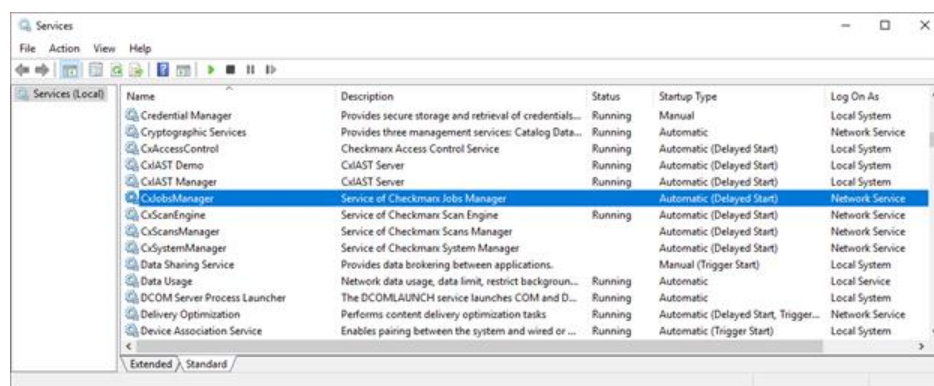 Services
File Action View Help
Services (Local)
Name Description Status Startup Type Log On As
Credential Manager Provides secure storage and retrieval of credentials... Running Manual Local System
Cryptographic Services Provides three management services: Catalog Data... Running Automatic Network Service
CxAccessControl Checkmarx Access Control Service Running Automatic (Delayed Start) Local System
CxIAST Demo CxIAST Server Running Automatic (Delayed Start) Local System
CxIAST Manager CxIAST Server Running Automatic (Delayed Start) Local System
CxJobsManager Service of Checkmarx Jobs Manager Automatic (Delayed Start) Network Service
CxScanEngine Service of Checkmarx Scan Engine Running Automatic (Delayed Start) Network Service
CxScansManager Service of Checkmarx Scans Manager Automatic (Delayed Start) Network Service
CxSystemManager Service of Checkmarx System Manager Automatic (Delayed Start) Network Service
Data Sharing Service Provides data brokering between applications. Manual (Trigger Start) Local System
Data Usage Network data usage, data limit, restrict backgroun... Running Automatic Local Service
DCOM Server Process Launcher The DCOMLAUNCH service launches COM and D... Running Automatic Local System
Delivery Optimization Performs content delivery optimization tasks Running Automatic (Delayed Start, Trigger... Network Service
Device Association Service Enables pairing between the system and wired or ... Running Automatic (Trigger Start) Local System
Extended Standard